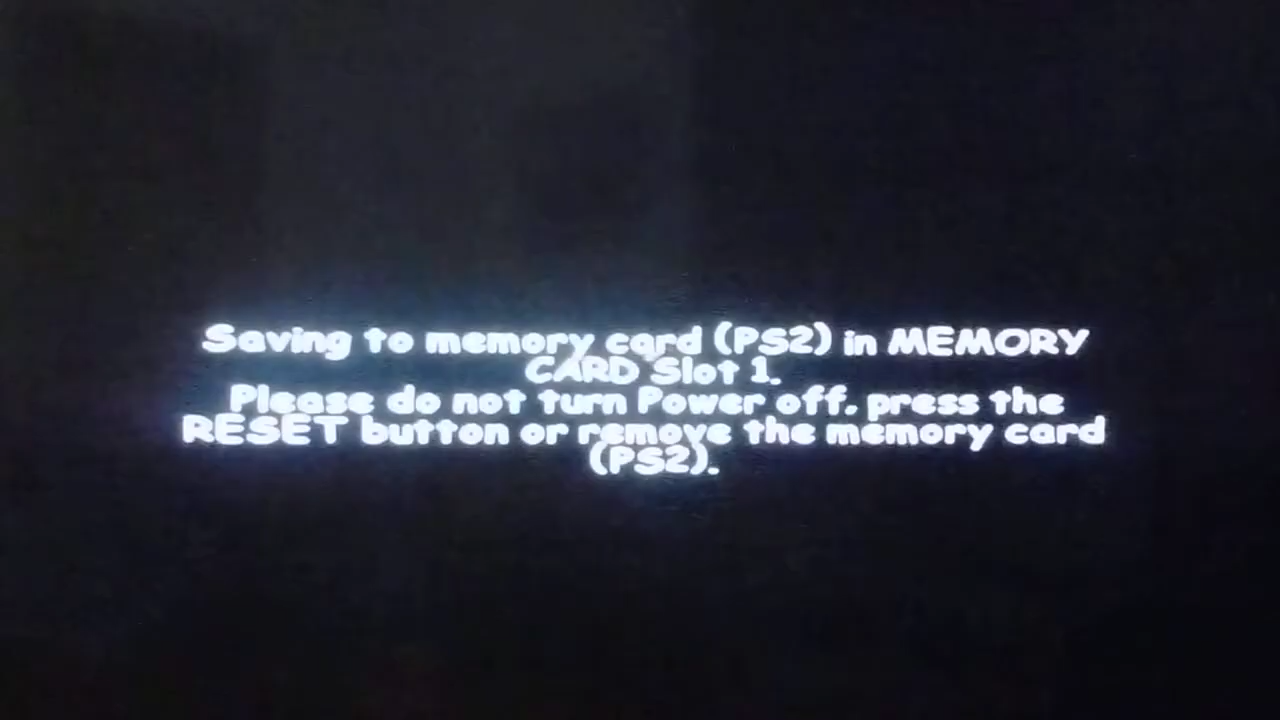 Saving to memory card (PS2) in MEMORY
CARD Slot 1.
Please do not turn Power off, press the
RESET button or remove the memory card
(PS2).